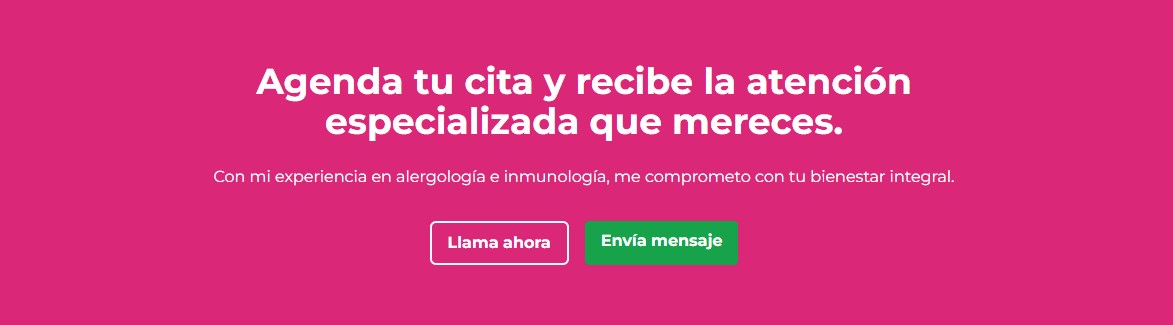 Agenda tu cita y recibe la atención
especializada que mereces.
Con mi experiencia en alergología e inmunología, me comprometo con tu bienestar integral.
Llama ahora
Envía mensaje